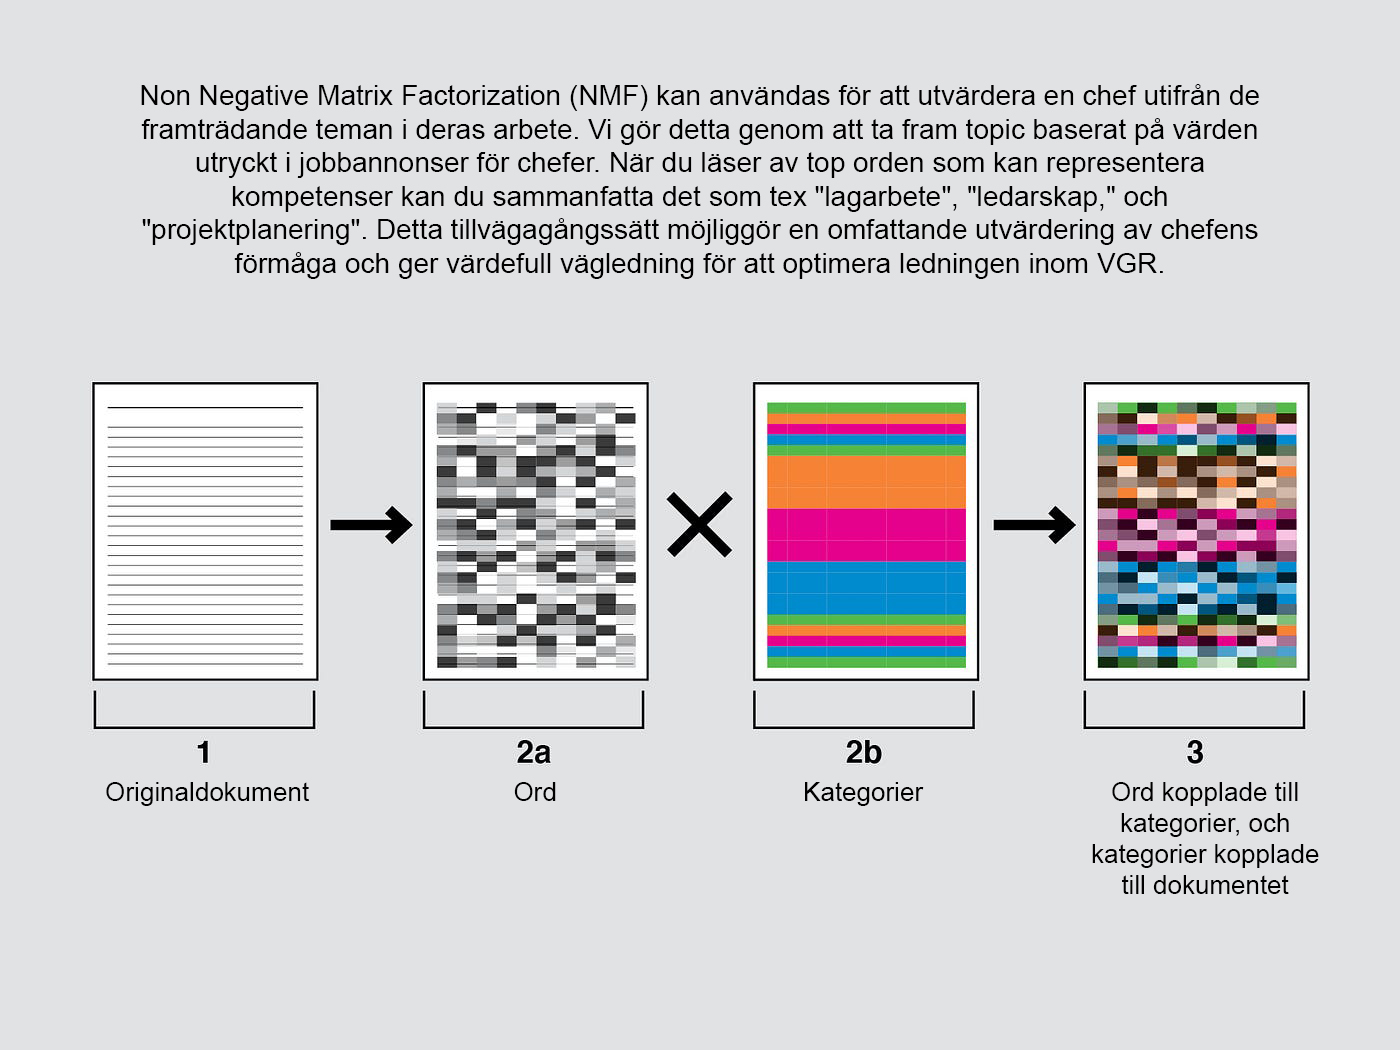 Non Negative Matrix Factorization (NMF) kan användas för att utvärdera en chef utifrån de
framträdande teman i deras arbete. Vi gör detta genom att ta fram topic baserat på värden
utryckt i jobbannonser för chefer. När du läser av top orden som kan representera
kompetenser kan du sammanfatta det som tex "lagarbete", "ledarskap," och
"projektplanering". Detta tillvägagångssätt möjliggör en omfattande utvärdering av chefens
förmåga och ger värdefull vägledning för att optimera ledningen inom VGR.
1
Originaldokument
2a
Ord
2b
Kategorier
3
Ord kopplade till
kategorier, och
kategorier kopplade
till dokumentet